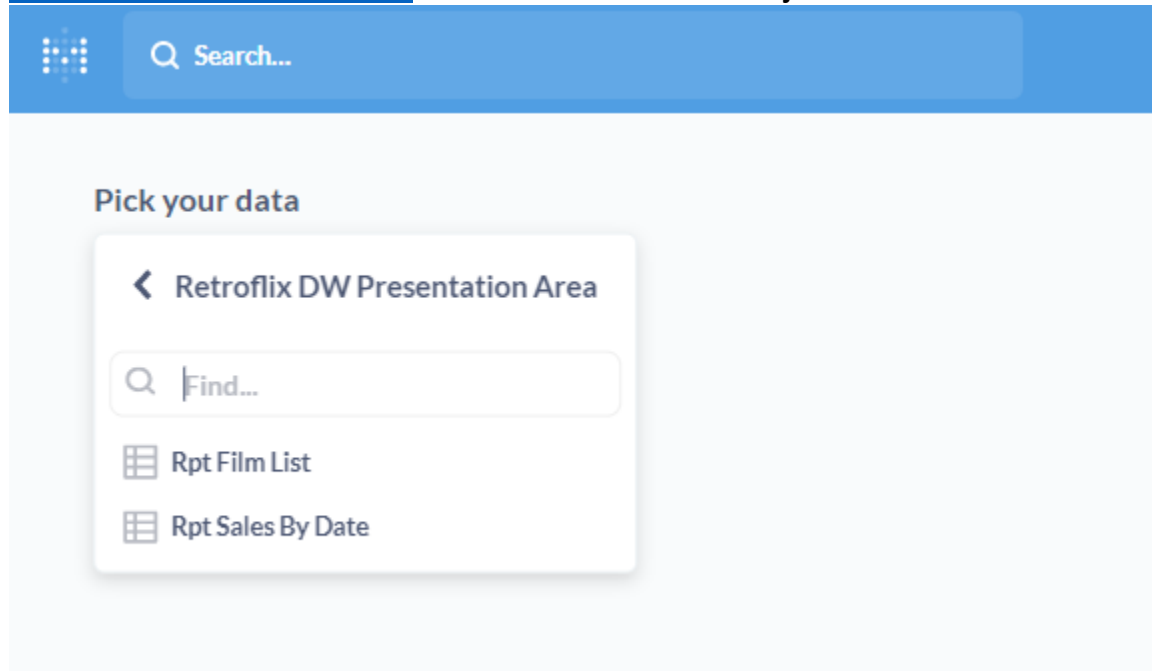 Search...
Pick your data
Retroflix DW Presentation Area
Find...
Rpt Film List
Rpt Sales By Date